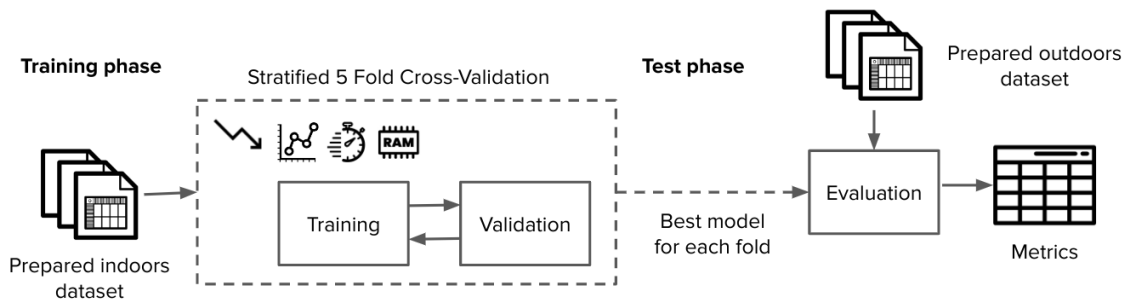 Training phase
Stratified 5 Fold Cross-Validation
RAM
Training
Validation
Prepared indoors
dataset
Test phase
Best model
for each fold
Prepared outdoors
dataset
Evaluation
Metrics